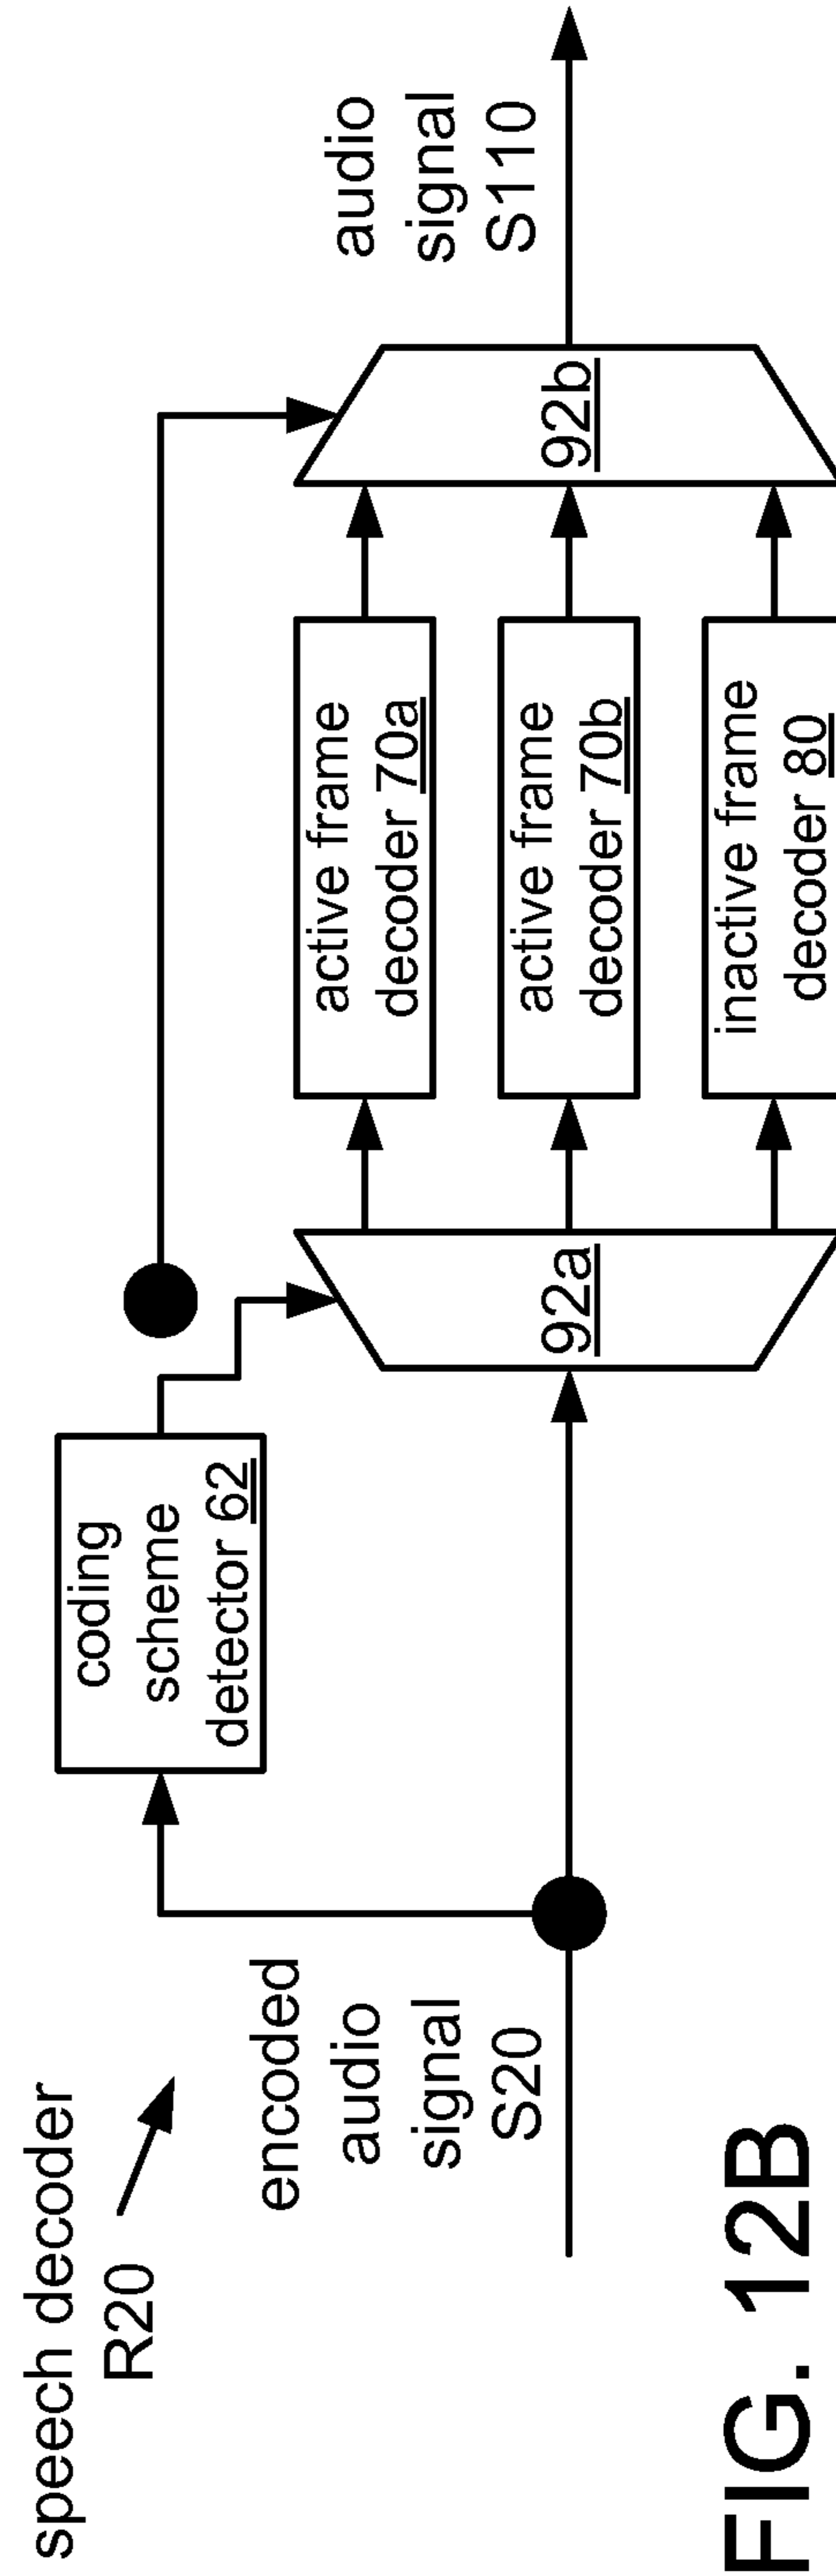 speech decoder
R20
encoded
audio
signal
S20
coding
scheme
detector 62
92a
active frame
decoder 70a
active frame
decoder 70b
inactive frame
decoder 80
92b
audio
signal
S110
FIG. 12B